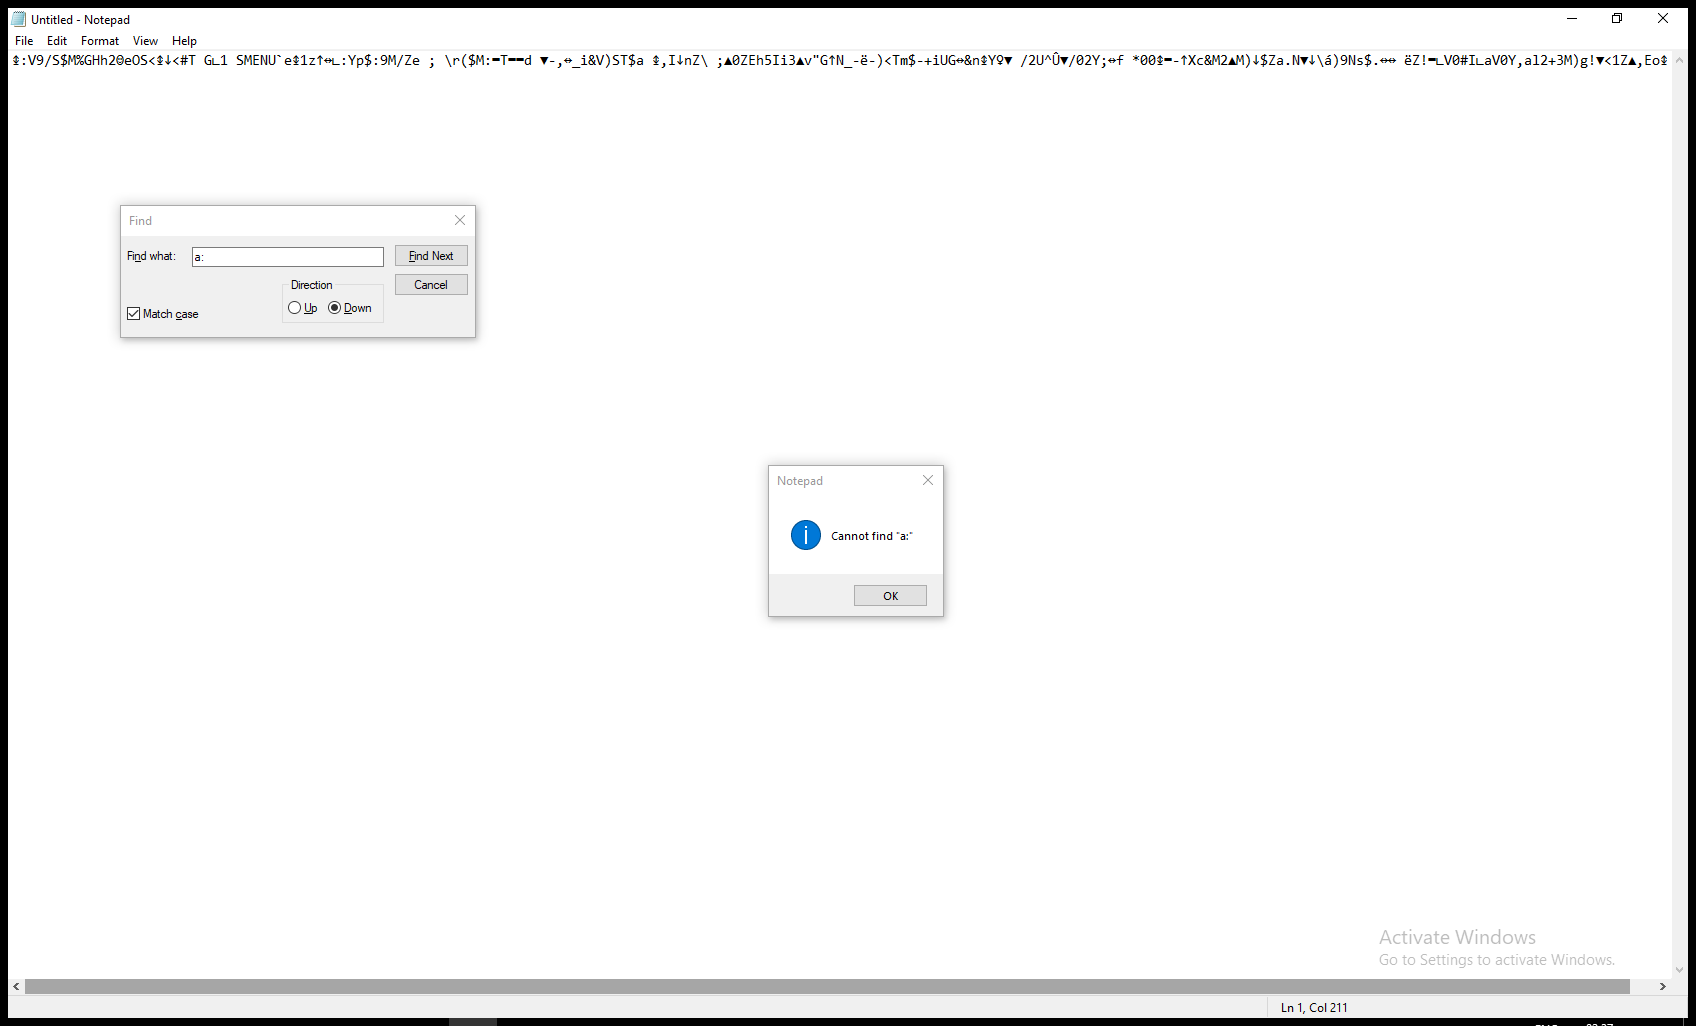 Untitled - Notepad
File Edit Format View Help
⇕:V9/S$M%GHh2θeOS<⇕↓<#T G∟1 SMENU`e⇕1z↑↔∟:Yp$:9M/Ze ; \r($M:━T━━d ▼-,↔_i&V)ST$a ⇕,I↓nZ\ ;▲0ZEh5Ii3▲v"G↑N_-ë-)<Tm$-+iUG↔&n⇕Y♀▼ /2U^Û▼/02Y;↔f *00⇕━-↑Xc&M2▲M)↓$Za.N▼↓\á)9Ns$.↔↔ ëZ!━∟V0#I∟aV0Y,al2+3M)g!▼<1Z▲,Eo⇕
Find
Find what: a: Find Next
Direction Cancel
Up Down
Match case
Notepad
Cannot find "a:"
OK
Activate Windows
Go to Settings to activate Windows.
Ln 1, Col 211